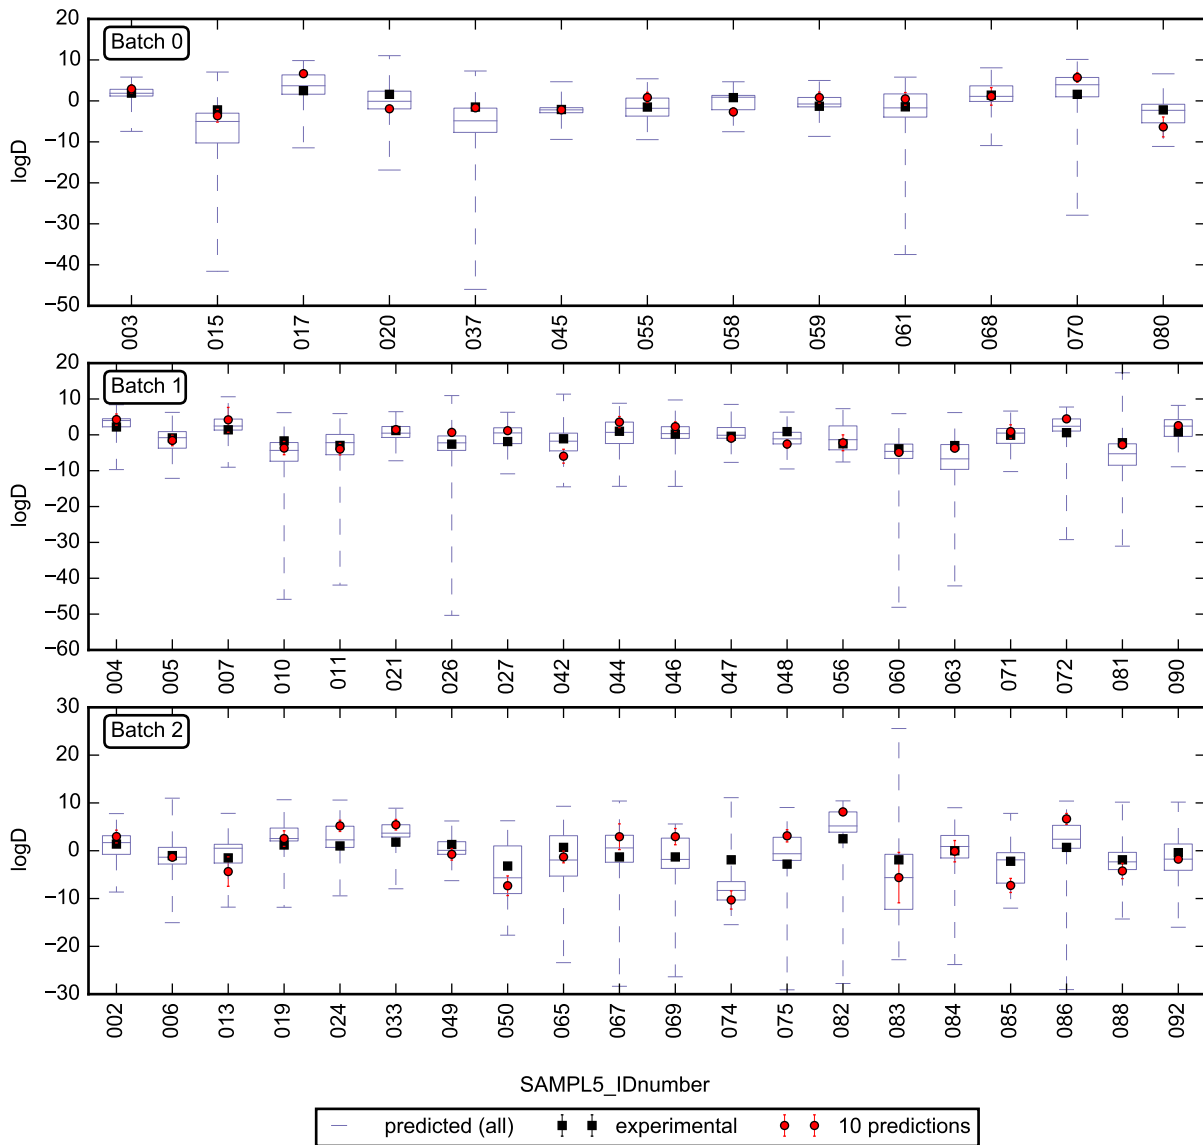 20
Batch 0
10
0
−10
−20
−30
−40
−50
logD
003 015 017 020 037 045 055 058 059 061 068 070 080
20
Batch 1
10
0
−10
−20
−30
−40
−50
−60
logD
004 005 007 010 011 021 026 027 042 044 046 047 048 056 060 063 071 072 081 090
30
Batch 2
20
10
0
−10
−20
−30
logD
002 006 013 019 024 033 049 050 065 067 069 074 075 082 083 084 085 086 088 092
SAMPL5_IDnumber
predicted (all) experimental 10 predictions